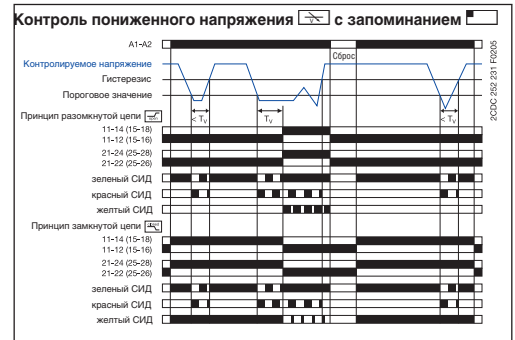 Контроль пониженного напряжения с запоминанием
A1-A2
Сброс
Контролируемое напряжение
Гистерезис
Пороговое значение
Принцип разомкнутой цепи open
< Tv Tv < Tv
11-14 (15-18)
11-12 (15-16)
21-24 (25-28)
21-22 (25-26)
зеленый СИД
красный СИД
желтый СИД
Принцип замкнутой цепи closed
11-14 (15-18)
11-12 (15-16)
21-24 (25-28)
21-22 (25-26)
зеленый СИД
красный СИД
желтый СИД
2CDC 252 231 F0205